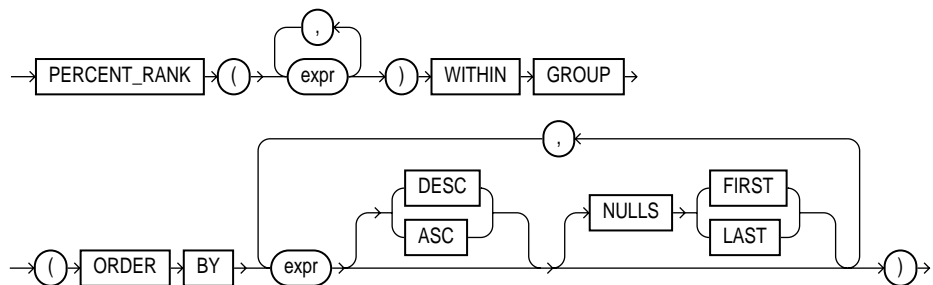 ,
PERCENT_RANK ( expr ) WITHIN GROUP
,
DESC FIRST
NULLS
ASC LAST
( ORDER BY expr )